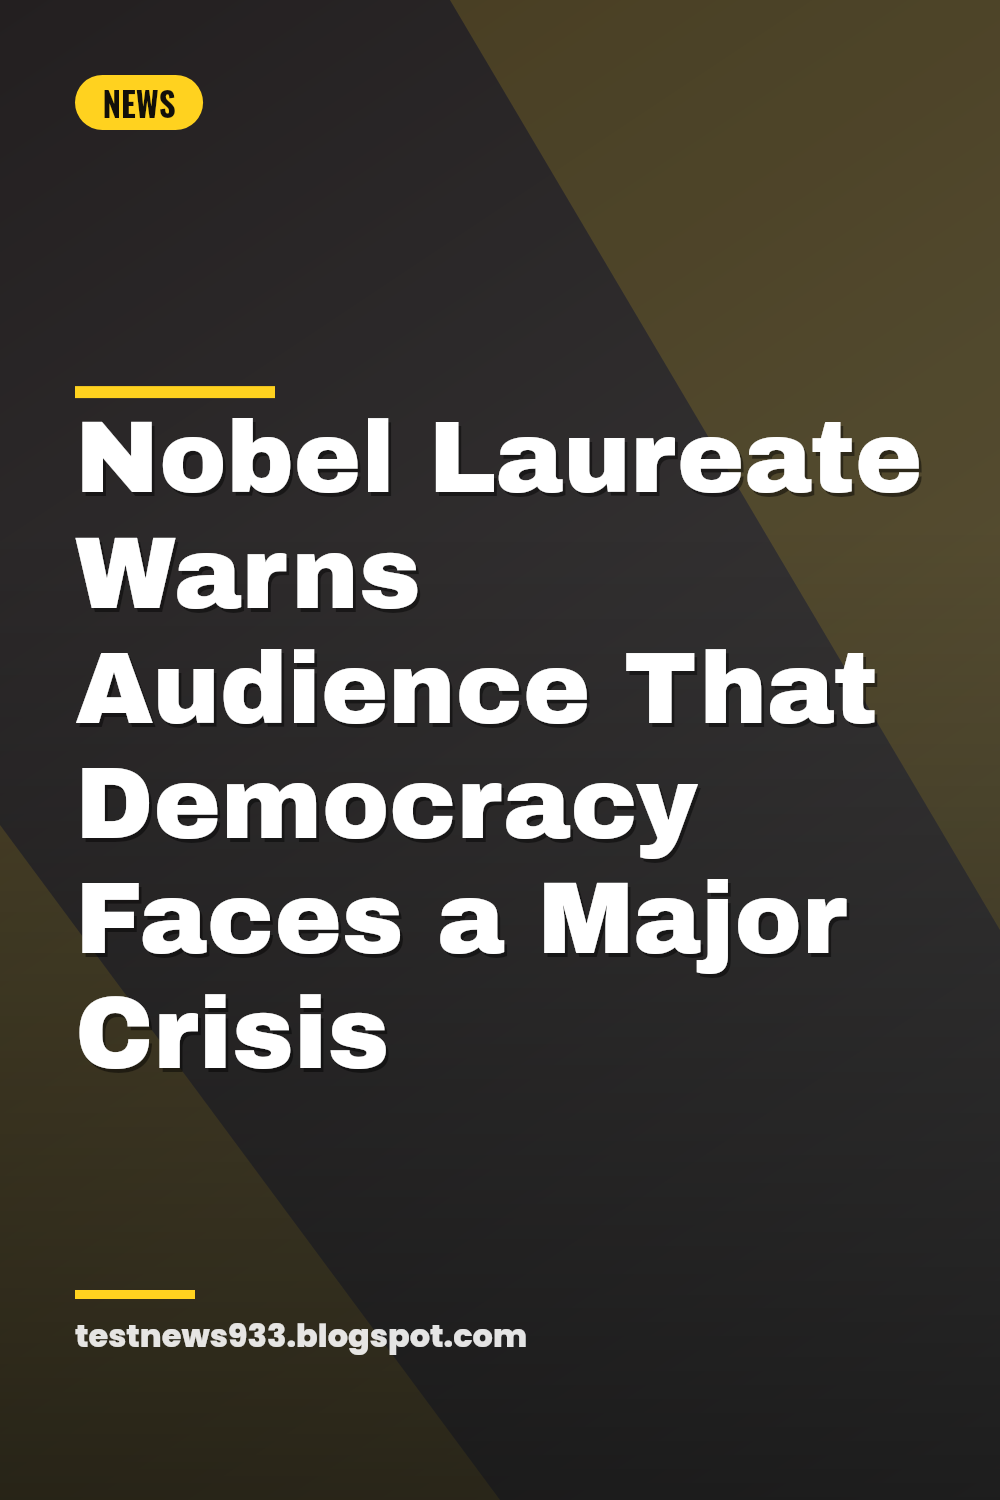 NEWS
Nobel Laureate
Warns
Audience That
Democracy
Faces a Major
Crisis
testnews933.blogspot.com